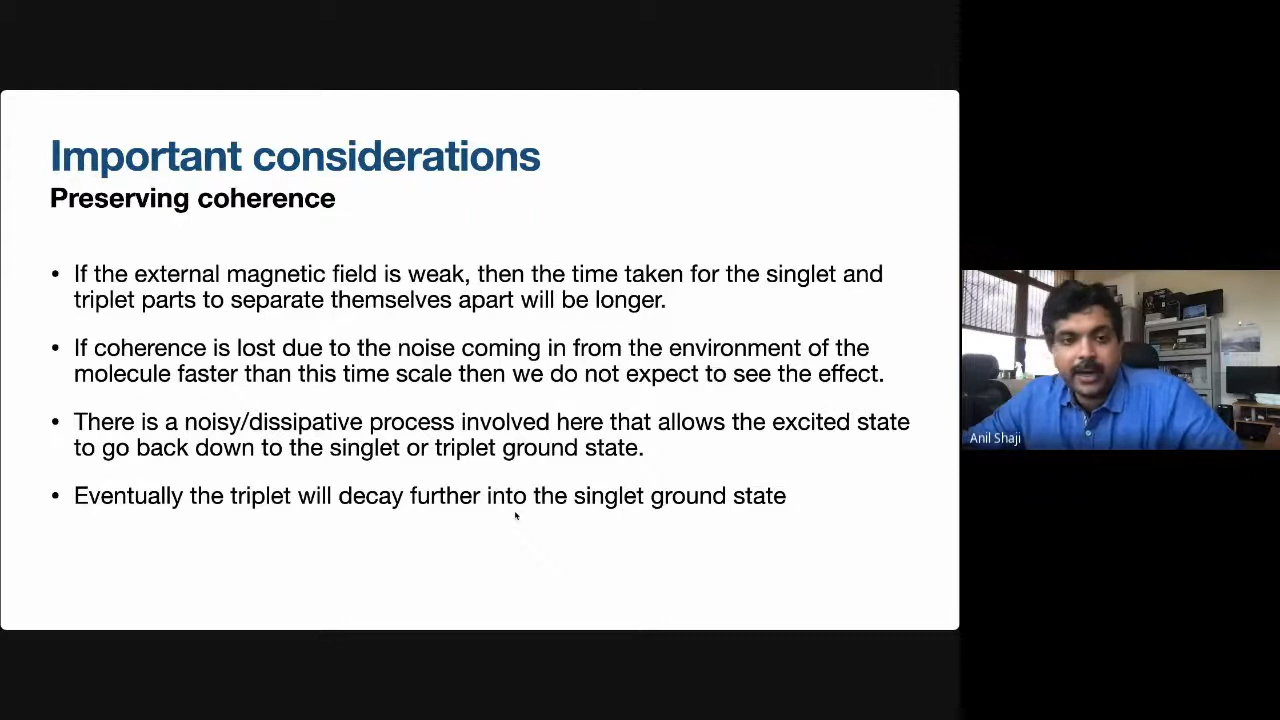 Important considerations
Preserving coherence
• If the external magnetic field is weak, then the time taken for the singlet and
triplet parts to separate themselves apart will be longer.
• If coherence is lost due to the noise coming in from the environment of the
molecule faster than this time scale then we do not expect to see the effect.
• There is a noisy/dissipative process involved here that allows the excited state
to go back down to the singlet or triplet ground state.
• Eventually the triplet will decay further into the singlet ground state
Anil Shaji